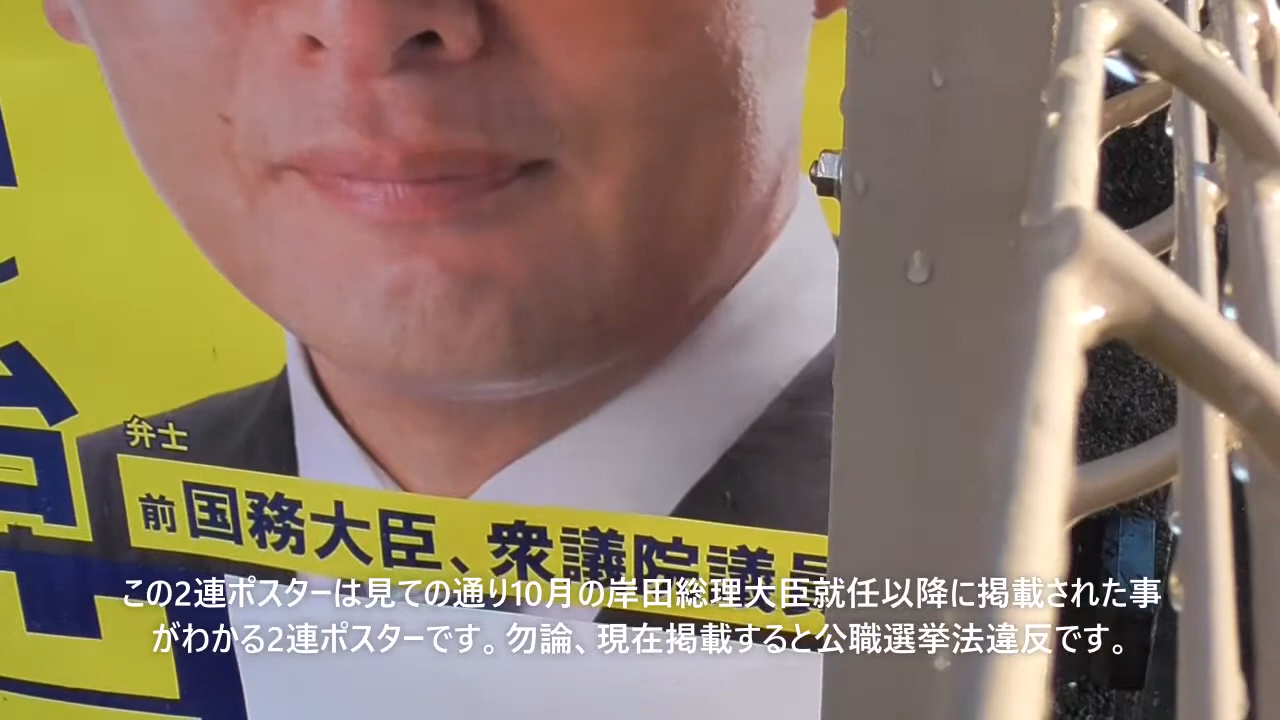 弁士
前国務大臣、衆議院議員
この2連ポスターは見ての通り10月の岸田総理大臣就任以降に掲載された事
がわかる2連ポスターです。勿論、現在掲載すると公職選挙法違反です。